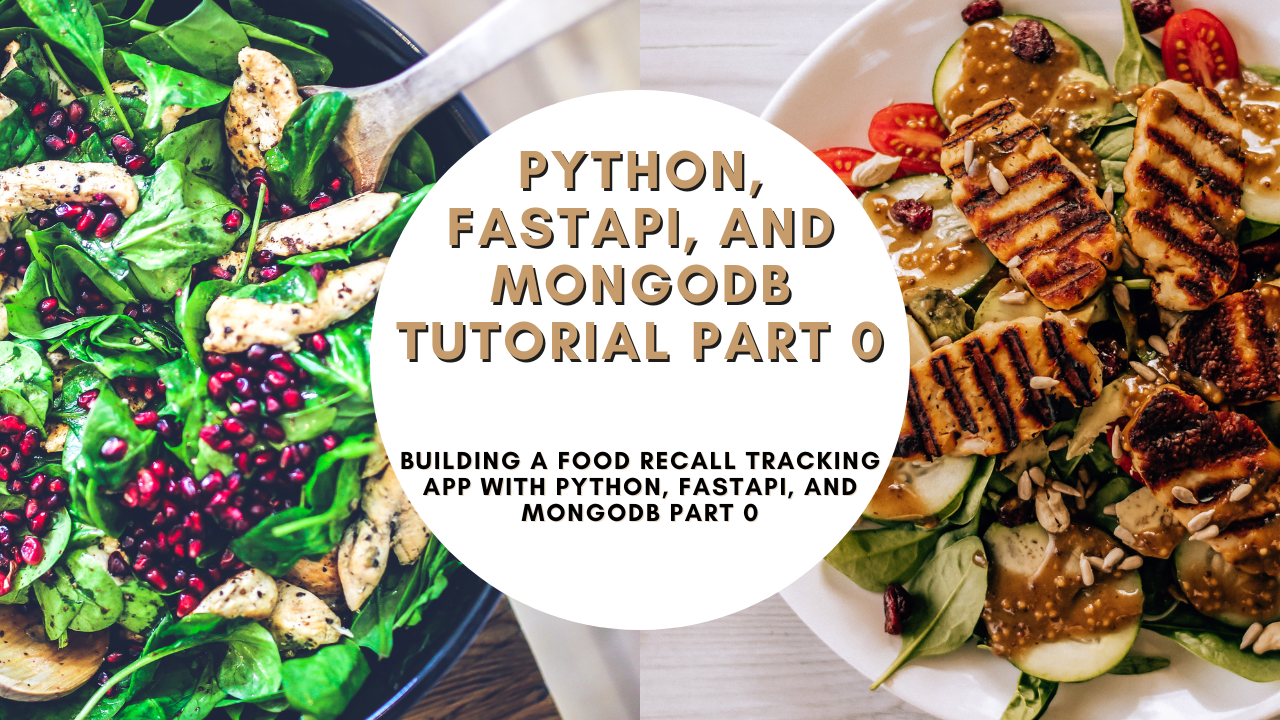 PYTHON,
FASTAPI, AND
MONGODB
TUTORIAL PART 0
BUILDING A FOOD RECALL TRACKING
APP WITH PYTHON, FASTAPI, AND
MONGODB PART 0